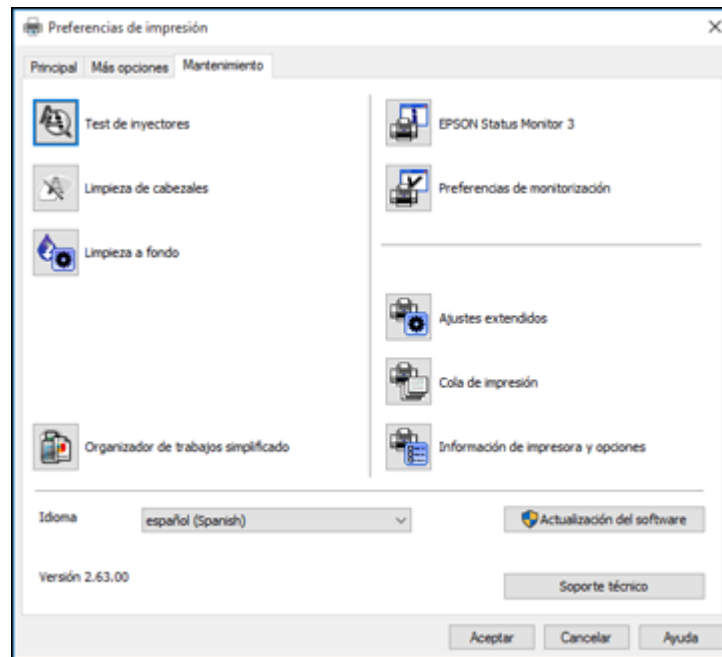 Preferencias de impresión
Principal
Más opciones
Mantenimiento
Test de inyectores
Limpieza de cabezales
Limpieza a fondo
Organizador de trabajos simplificado
EPSON Status Monitor 3
Preferencias de monitorización
Ajustes extendidos
Cola de impresión
Información de impresora y opciones
Idioma
español (Spanish)
Actualización del software
Versión 2.63.00
Soporte técnico
Aceptar
Cancelar
Ayuda